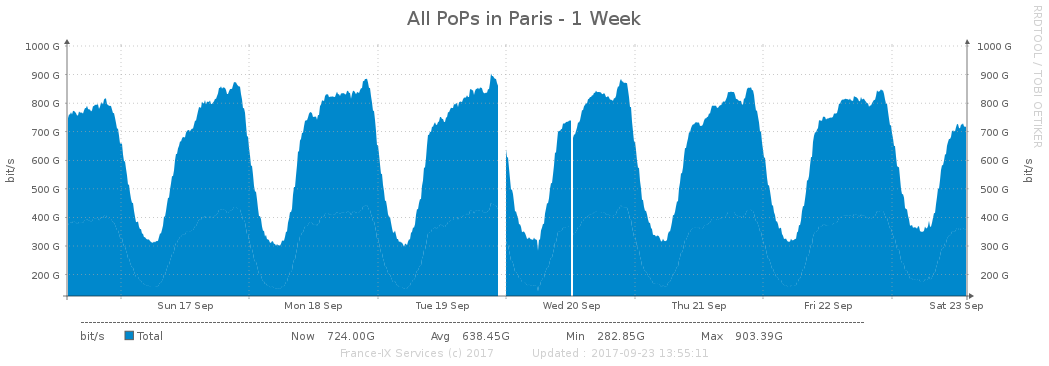 All PoPs in Paris - 1 Week
RRDTOOL / TOBI OETIKER
1000 G 1000 G
900 G 900 G
800 G 800 G
700 G 700 G
600 G 600 G
500 G 500 G
400 G 400 G
300 G 300 G
200 G 200 G
bit/s
bit/s
Sun 17 Sep Mon 18 Sep Tue 19 Sep Wed 20 Sep Thu 21 Sep Fri 22 Sep Sat 23 Sep
bit/s Total Now 724.00G Avg 638.45G Min 282.85G Max 903.39G
France-IX Services (c) 2017 Updated : 2017-09-23 13:55:11